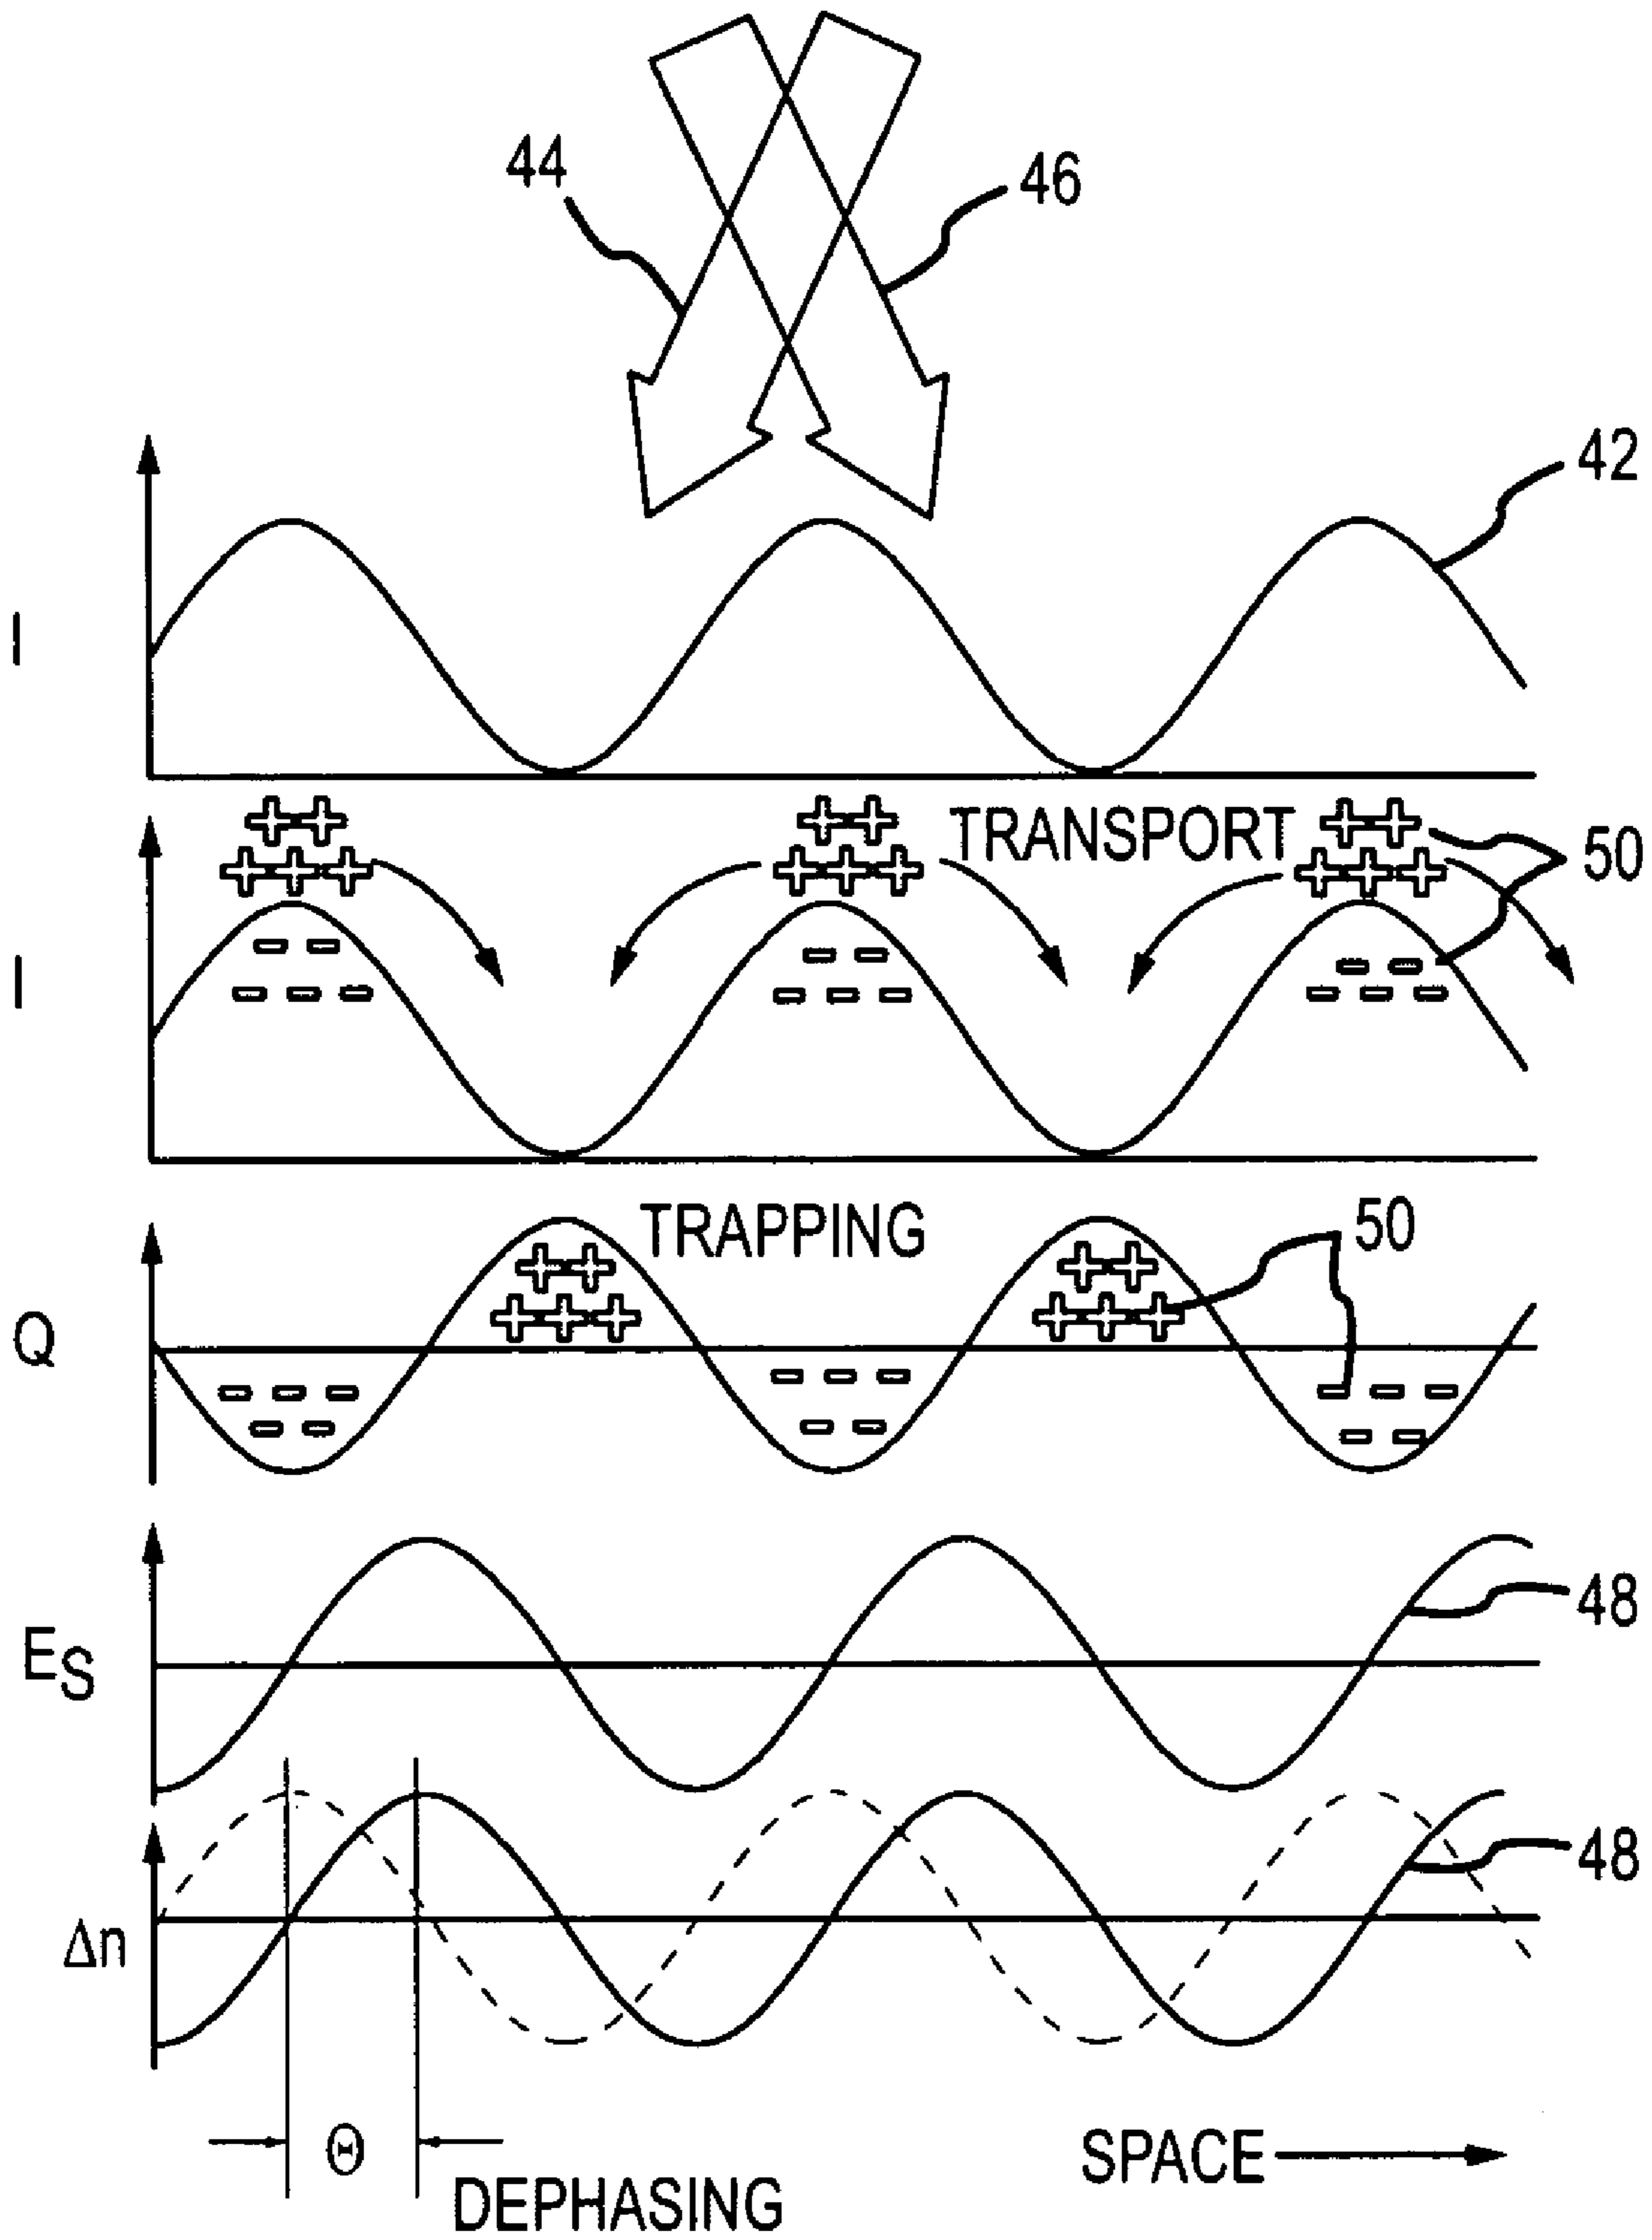 44
46
42
I
TRANSPORT
50
I
TRAPPING
50
Q
48
ES
48
Δn
Θ
SPACE
DEPHASING